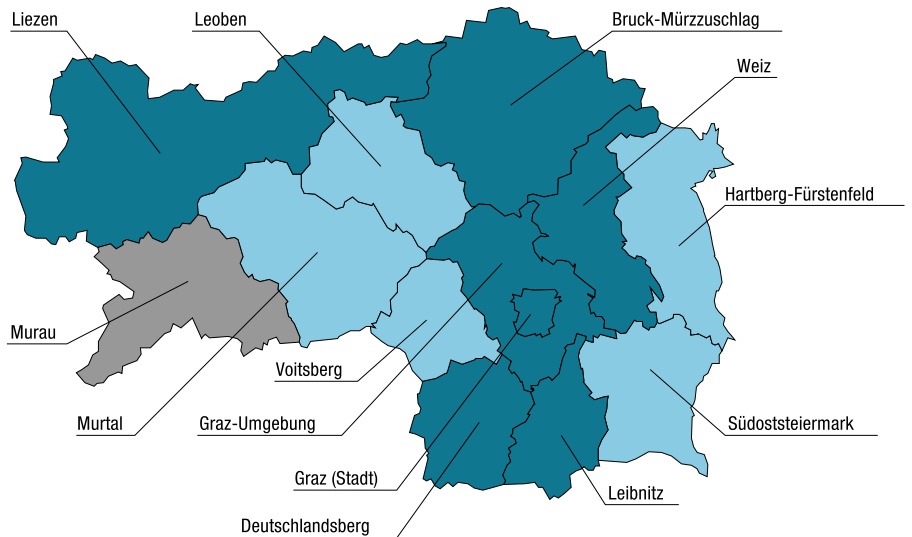 Liezen
Leoben
Bruck-Mürzzuschlag
Weiz
Hartberg-Fürstenfeld
Murau
Voitsberg
Murtal
Graz-Umgebung
Südoststeiermark
Graz (Stadt)
Leibnitz
Deutschlandsberg